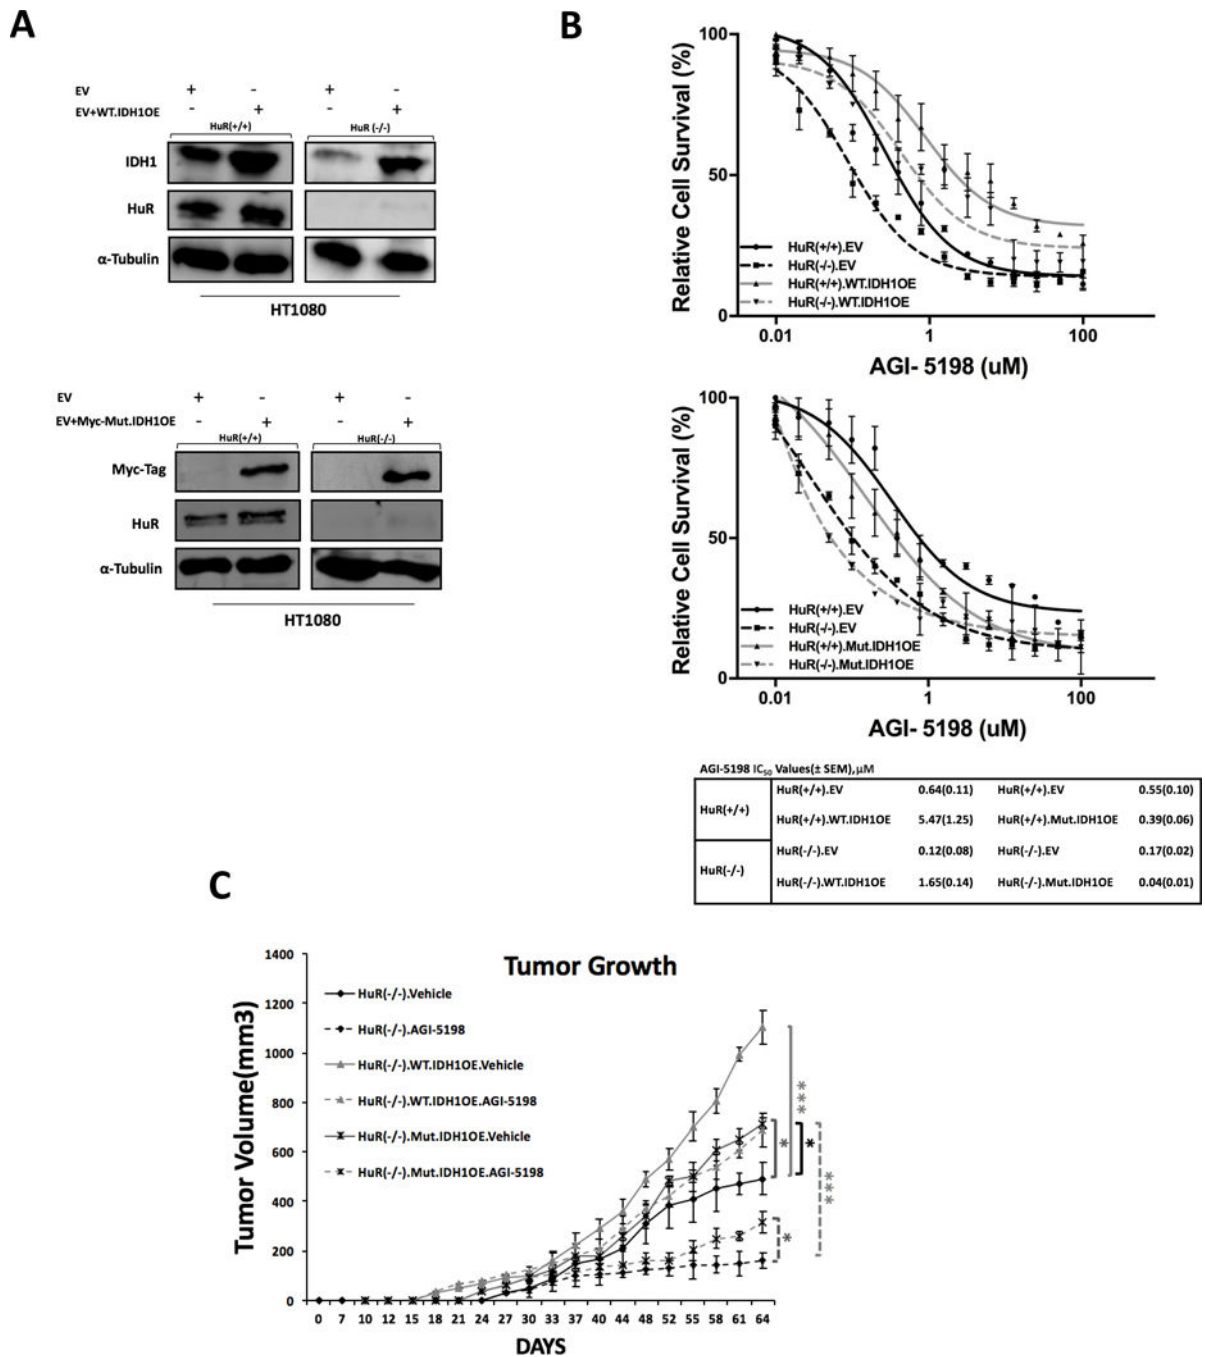 A
EV + - + -
EV+WT.IDH1OE - + - +
HuR(+/+) HuR (-/-)
IDH1
HuR
α-Tubulin
HT1080
EV + - + -
EV+Myc-Mut.IDH1OE - + - +
HuR(+/+) HuR(-/-)
Myc-Tag
HuR
α-Tubulin
HT1080
B
Relative Cell Survival (%)
100
50
0
HuR(+/+).EV
HuR(-/-).EV
HuR(+/+).WT.IDH1OE
HuR(-/-).WT.IDH1OE
0.01 1 100
AGI- 5198 (uM)
Relative Cell Survival (%)
100
50
0
HuR(+/+).EV
HuR(-/-).EV
HuR(+/+).Mut.IDH1OE
HuR(-/-).Mut.IDH1OE
0.01 1 100
AGI- 5198 (uM)
AGI-5198 IC50 Values(± SEM),µM
HuR(+/+) HuR(+/+).EV 0.64(0.11) HuR(+/+).EV 0.55(0.10)
HuR(+/+).WT.IDH1OE 5.47(1.25) HuR(+/+).Mut.IDH1OE 0.39(0.06)
HuR(-/-) HuR(-/-).EV 0.12(0.08) HuR(-/-).EV 0.17(0.02)
HuR(-/-).WT.IDH1OE 1.65(0.14) HuR(-/-).Mut.IDH1OE 0.04(0.01)
C
Tumor Growth
Tumor Volume(mm3)
1400
1200
1000
800
600
400
200
0
HuR(-/-).Vehicle
HuR(-/-).AGI-5198
HuR(-/-).WT.IDH1OE.Vehicle
HuR(-/-).WT.IDH1OE.AGI-5198
HuR(-/-).Mut.IDH1OE.Vehicle
HuR(-/-).Mut.IDH1OE.AGI-5198
*
***
*
***
*
0 7 10 12 15 18 21 24 27 30 33 37 40 44 48 52 55 58 61 64
DAYS